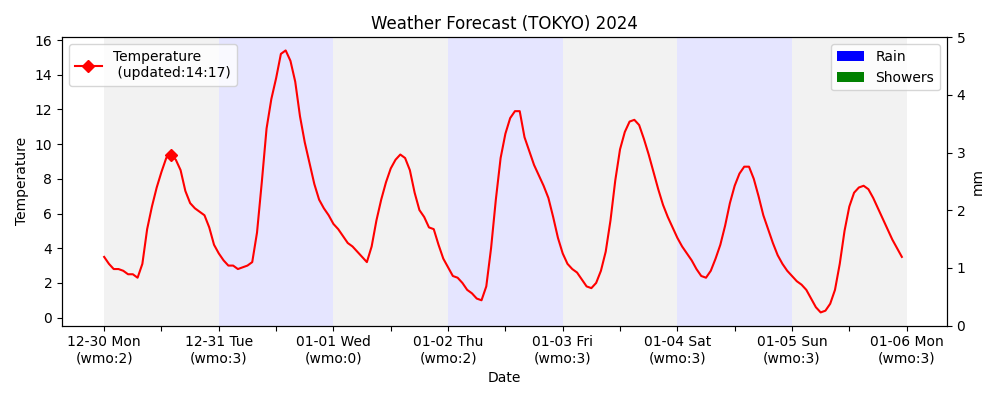 Weather Forecast (TOKYO) 2024
Temperature
(updated:14:17)
Rain
Showers
Temperature
16
14
12
10
8
6
4
2
0
5
4
3
2
1
0
mm
12-30 Mon
(wmo:2)
12-31 Tue
(wmo:3)
01-01 Wed
(wmo:0)
01-02 Thu
(wmo:2)
01-03 Fri
(wmo:3)
01-04 Sat
(wmo:3)
01-05 Sun
(wmo:3)
01-06 Mon
(wmo:3)
Date